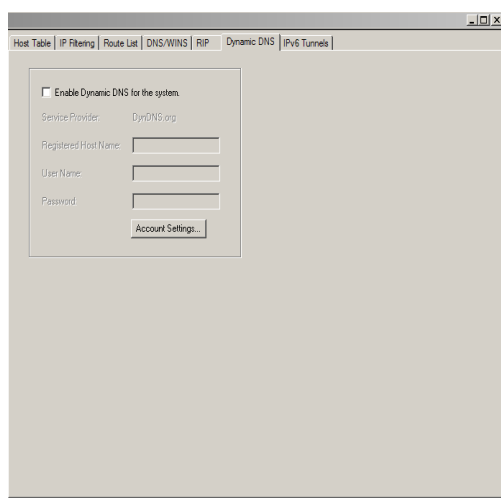 Host Table IP Filtering Route List DNS/WINS RIP Dynamic DNS IPv6 Tunnels
Enable Dynamic DNS for the system.
Service Provider: DynDNS.org
Registered Host Name:
User Name:
Password:
Account Settings...